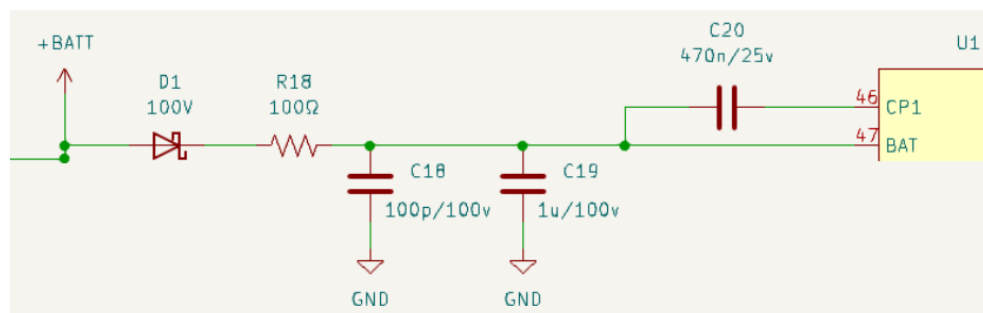 +BATT
D1
100V
R18
100Ω
C18
100p/100v
GND
C19
1u/100v
GND
C20
470n/25v
U1
46
CP1
47
BAT